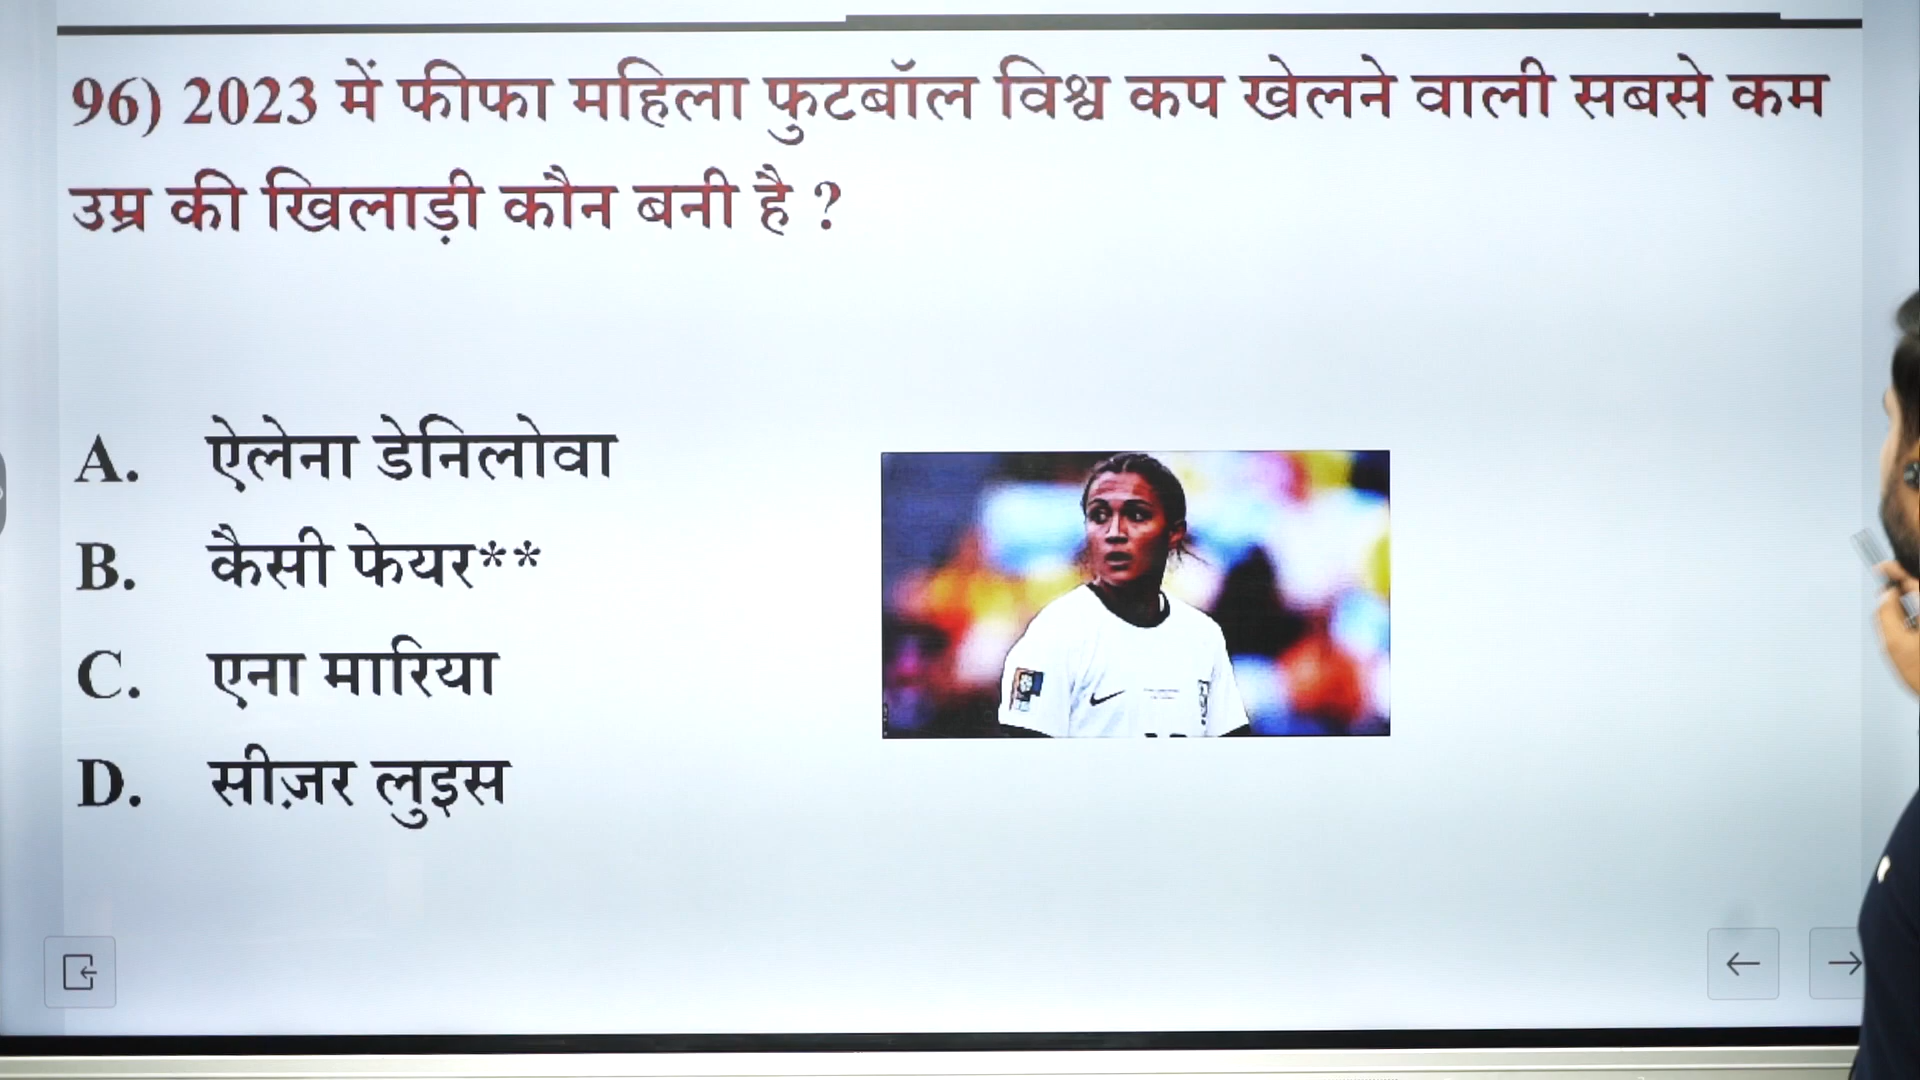 96) 2023 में फीफा महिला फुटबॉल विश्व कप खेलने वाली सबसे कम
उम्र की खिलाड़ी कौन बनी है ?
A. ऐलेना डेनिलोवा
B. कैसी फेयर**
C. एना मारिया
D. सीज़र लुइस